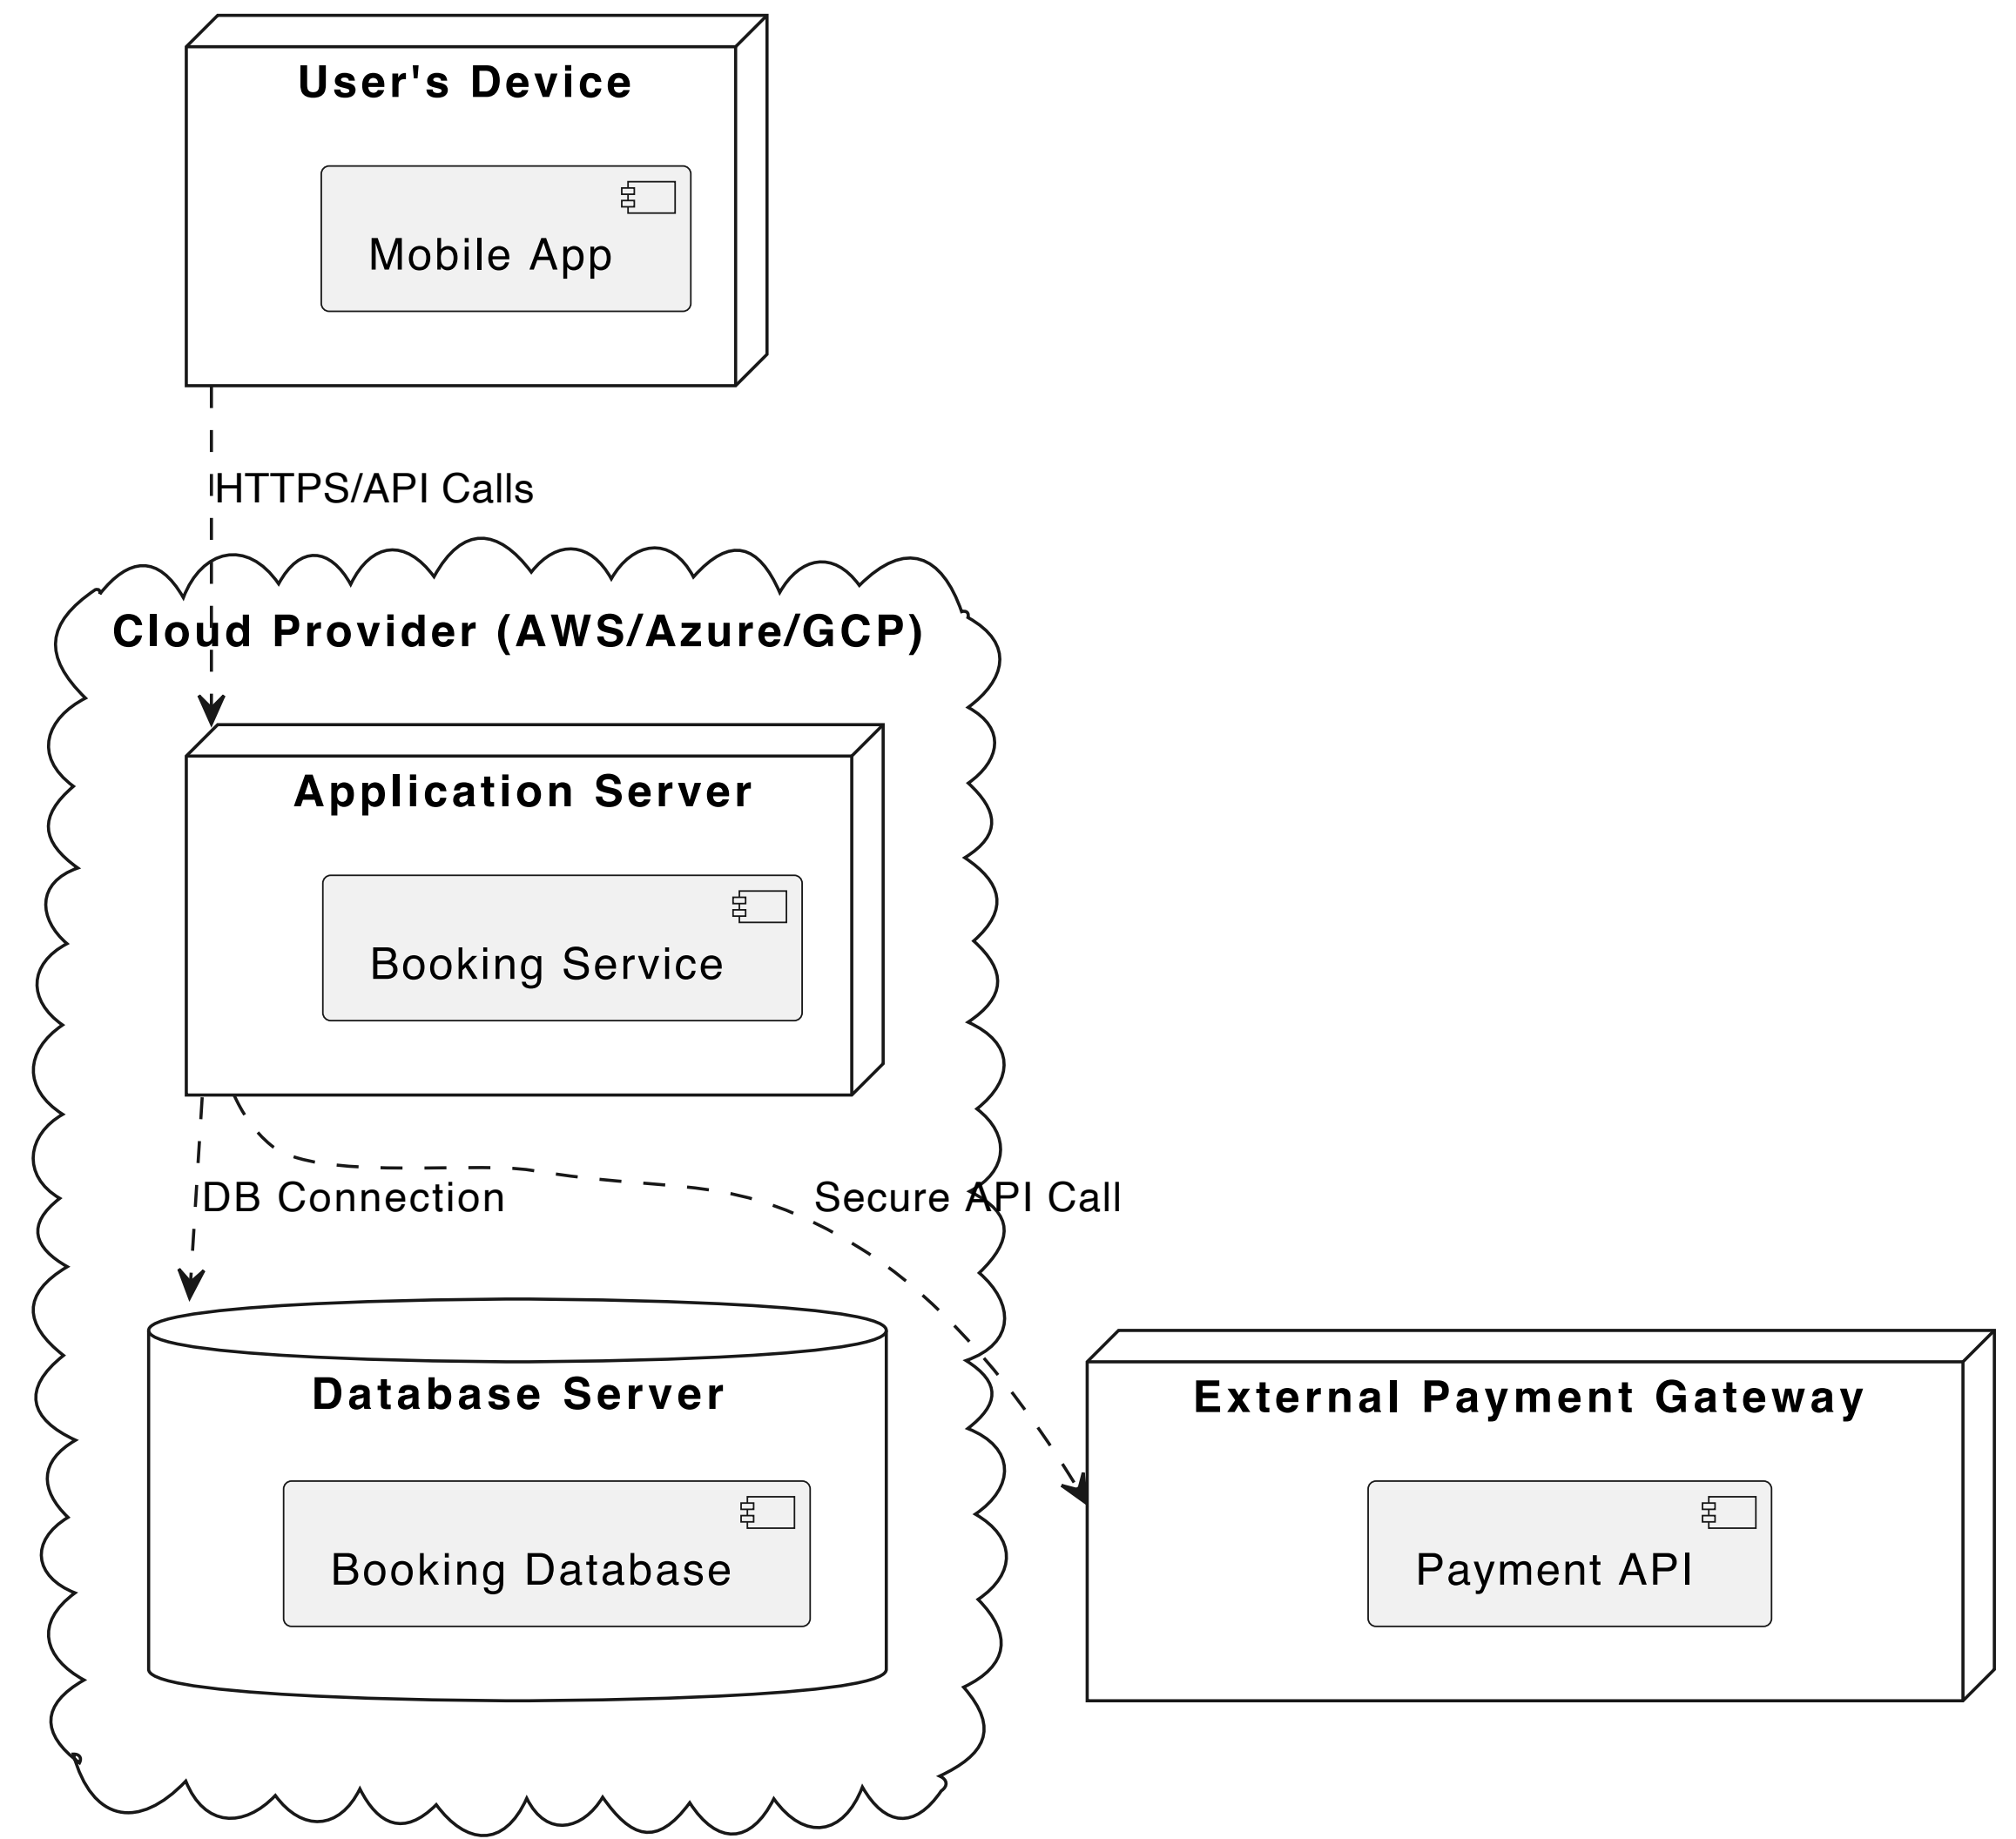 User's Device
Mobile App
HTTPS/API Calls
Cloud Provider (AWS/Azure/GCP)
Application Server
Booking Service
DB Connection
Secure API Call
Database Server
Booking Database
External Payment Gateway
Payment API